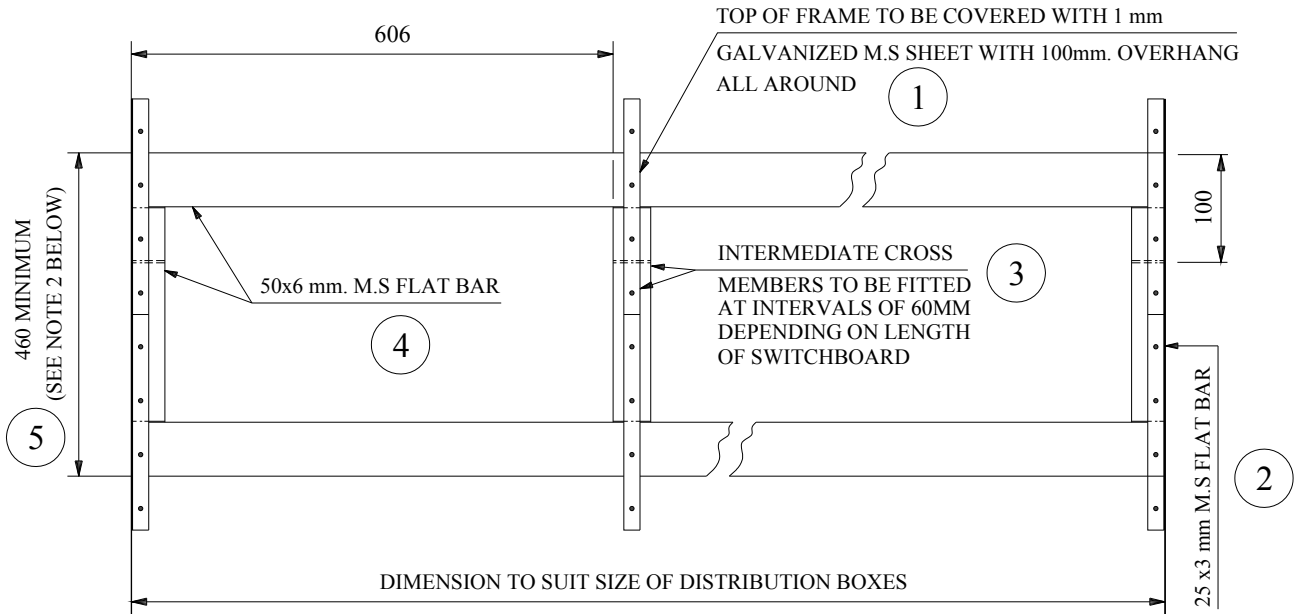 606
TOP OF FRAME TO BE COVERED WITH 1 mm
GALVANIZED M.S SHEET WITH 100mm. OVERHANG
ALL AROUND
1
460 MINIMUM
(SEE NOTE 2 BELOW)
5
50x6 mm. M.S FLAT BAR
4
INTERMEDIATE CROSS
MEMBERS TO BE FITTED
AT INTERVALS OF 60MM
DEPENDING ON LENGTH
OF SWITCHBOARD
3
100
25 x3 mm M.S FLAT BAR
2
DIMENSION TO SUIT SIZE OF DISTRIBUTION BOXES